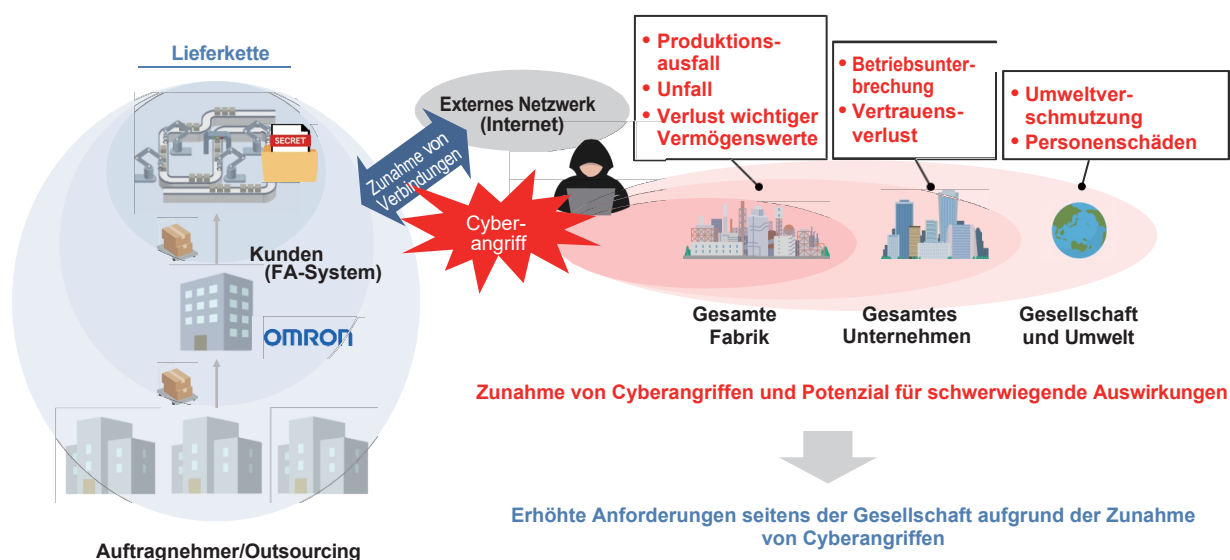 Lieferkette
SECRET
Kunden
(FA-System)
OMRON
Auftragnehmer/Outsourcing
Externes Netzwerk
(Internet)
Zunahme von
Verbindungen
Cyber-
angriff
• Produktions-
ausfall
• Unfall
• Verlust wichtiger
Vermögenswerte
• Betriebsunter-
brechung
• Vertrauens-
verlust
• Umweltver-
schmutzung
• Personenschäden
Gesamte
Fabrik
Gesamtes
Unternehmen
Gesellschaft
und Umwelt
Zunahme von Cyberangriffen und Potenzial für schwerwiegende Auswirkungen
Erhöhte Anforderungen seitens der Gesellschaft aufgrund der Zunahme
von Cyberangriffen